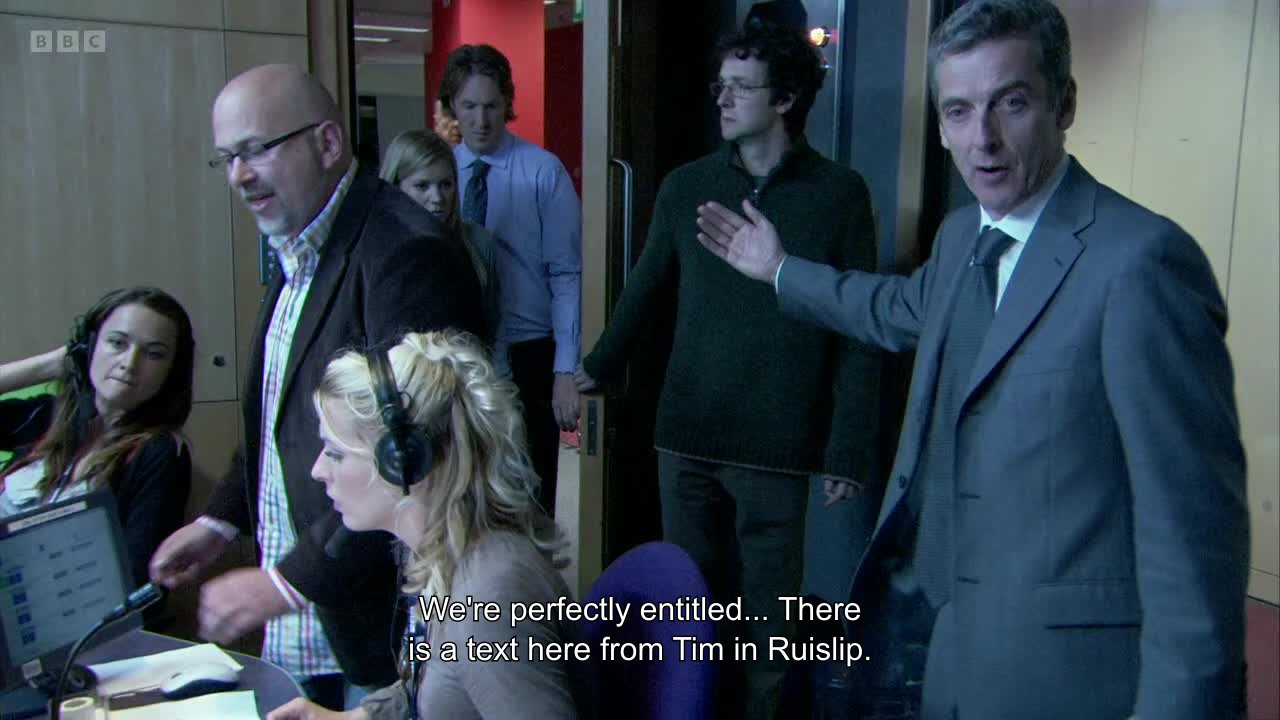 BBC
We're perfectly entitled... There
is a text here from Tim in Ruislip.